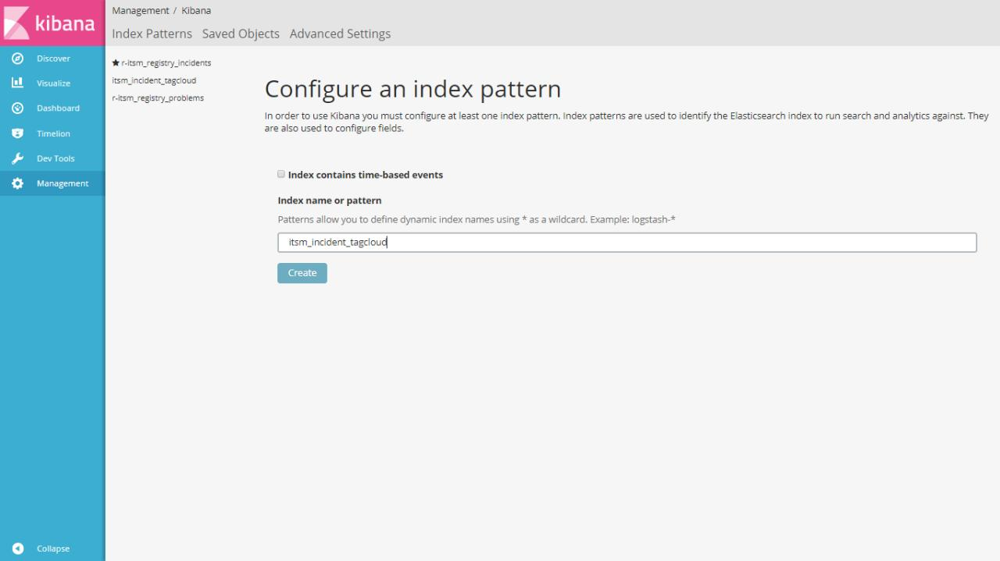 kibana
Discover
Visualize
Dashboard
Timelion
Dev Tools
Management
Collapse
Management / Kibana
Index Patterns Saved Objects Advanced Settings
★ r-itsm_registry_incidents
itsm_incident_tagcloud
r-itsm_registry_problems
Configure an index pattern
In order to use Kibana you must configure at least one index pattern. Index patterns are used to identify the Elasticsearch index to run search and analytics against. They
are also used to configure fields.
Index contains time-based events
Index name or pattern
Patterns allow you to define dynamic index names using * as a wildcard. Example: logstash-*
itsm_incident_tagcloud
Create